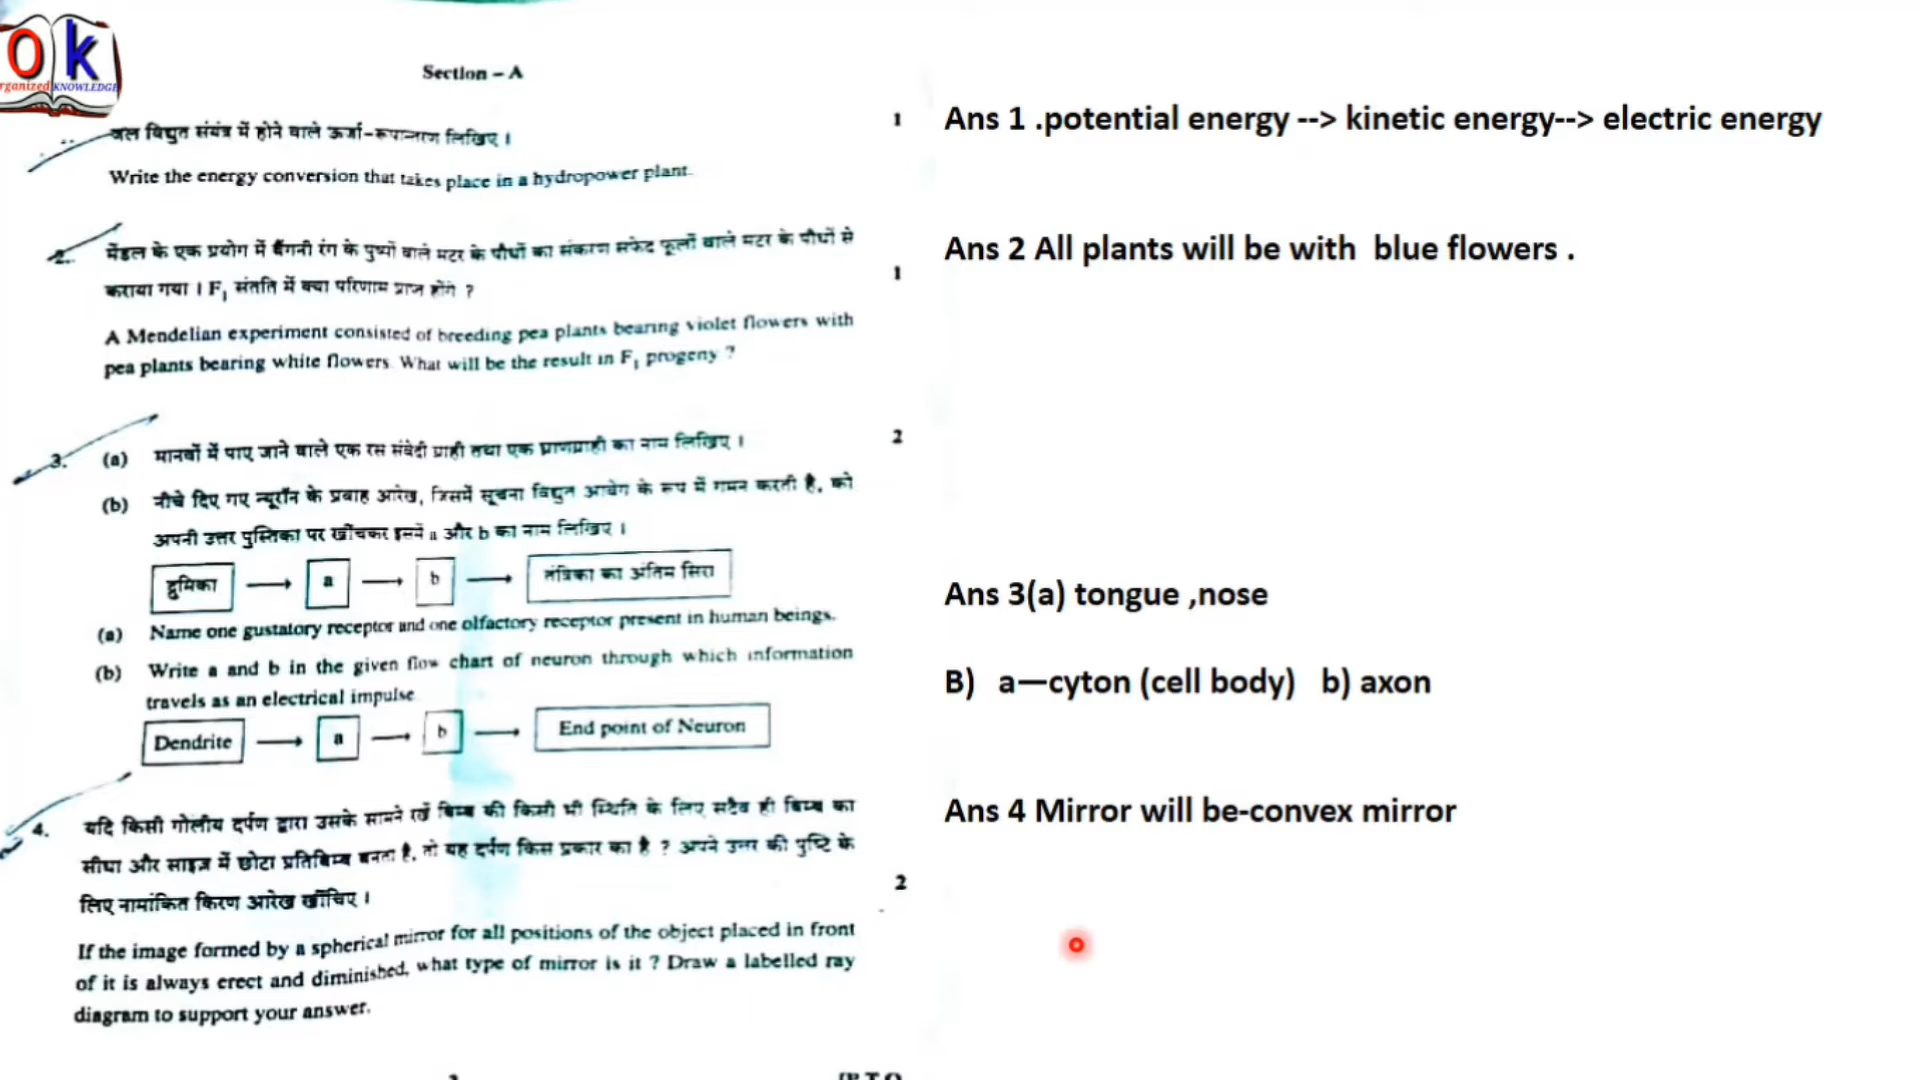 Ok
Organized KNOWLEDGE
Section – A
जल विद्युत संयंत्र में होने वाले ऊर्जा-रूपान्तरण लिखिए ।
1
Write the energy conversion that takes place in a hydropower plant.
2.
मेंडल के एक प्रयोग में बैंगनी रंग के पुष्पों वाले मटर के पौधों का संकरण सफेद फूलों वाले मटर के पौधों से
कराया गया । F1 संतति में क्या परिणाम प्राप्त होंगे ?
1
A Mendelian experiment consisted of breeding pea plants bearing violet flowers with
pea plants bearing white flowers. What will be the result in F1 progeny ?
3. (a) मानवों में पाए जाने वाले एक रस संवेदी ग्राही तथा एक घ्राणग्राही का नाम लिखिए ।
2
(b) नीचे दिए गए न्यूरॉन के प्रवाह आरेख, जिसमें सूचना विद्युत आवेग के रूप में गमन करती है, को
अपनी उत्तर पुस्तिका पर खींचकर इसमें a और b का नाम लिखिए ।
द्रुमिका → a → b → तंत्रिका का अंतिम सिरा
(a) Name one gustatory receptor and one olfactory receptor present in human beings.
(b) Write a and b in the given flow chart of neuron through which information
travels as an electrical impulse.
Dendrite → a → b → End point of Neuron
4. यदि किसी गोलीय दर्पण द्वारा उसके सामने रखें बिम्ब की किसी भी स्थिति के लिए सदैव ही बिम्ब का
सीधा और साइज़ में छोटा प्रतिबिम्ब बनता है, तो यह दर्पण किस प्रकार का है ? अपने उत्तर की पुष्टि के
लिए नामांकित किरण आरेख खींचिए ।
2
If the image formed by a spherical mirror for all positions of the object placed in front
of it is always erect and diminished, what type of mirror is it ? Draw a labelled ray
diagram to support your answer.
Ans 1 .potential energy --> kinetic energy--> electric energy
Ans 2 All plants will be with blue flowers .
Ans 3(a) tongue ,nose
B) a—cyton (cell body) b) axon
Ans 4 Mirror will be-convex mirror